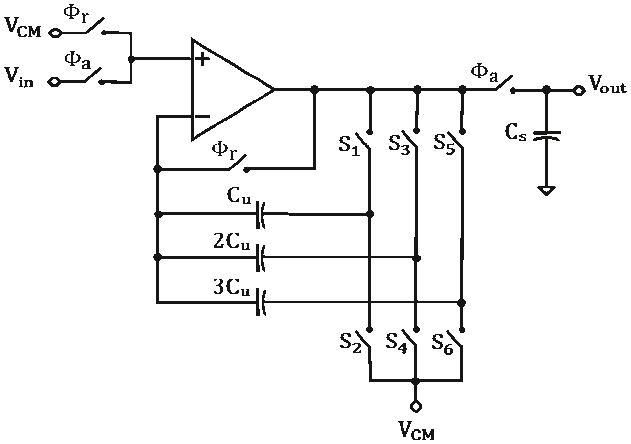 Φr
VCM
Φa
Vin
+
−
Φa
Vout
Cs
Φr
S1
S3
S5
Cu
2Cu
3Cu
S2
S4
S6
VCM